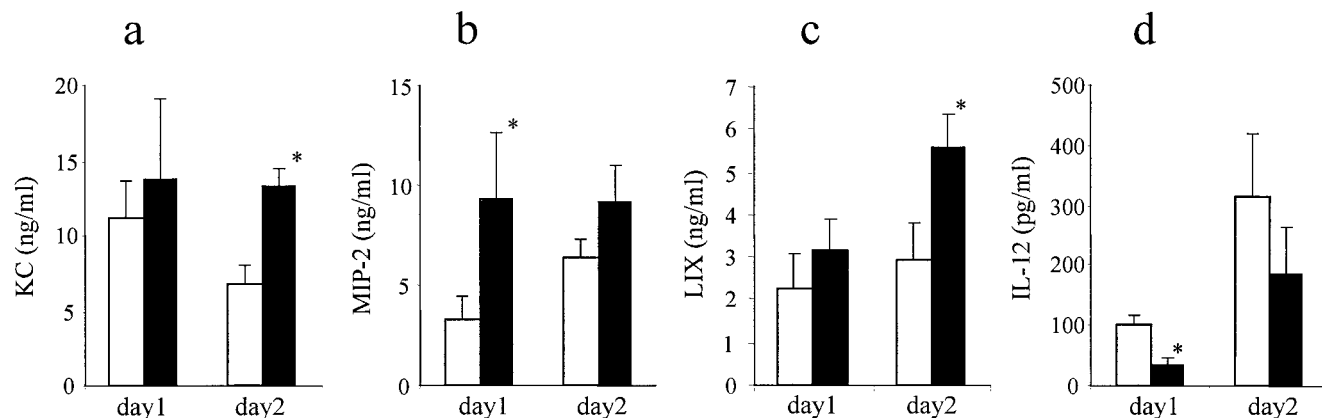 a
b
c
d
KC (ng/ml)
20
15
10
5
0
*
day1
day2
MIP-2 (ng/ml)
15
10
5
0
*
day1
day2
LIX (ng/ml)
7
6
5
4
3
2
1
0
*
day1
day2
IL-12 (pg/ml)
500
400
300
200
100
0
*
day1
day2